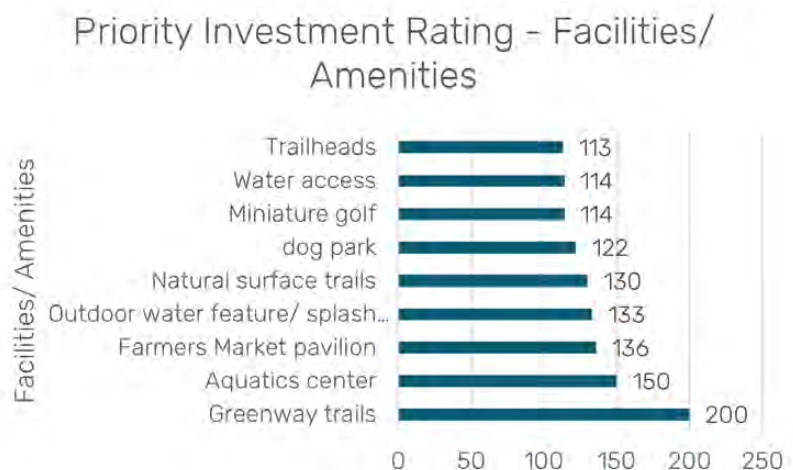 Priority Investment Rating - Facilities/
Amenities
Facilities/ Amenities
Trailheads 113
Water access 114
Miniature golf 114
dog park 122
Natural surface trails 130
Outdoor water feature/ splash... 133
Farmers Market pavilion 136
Aquatics center 150
Greenway trails 200
0 50 100 150 200 250